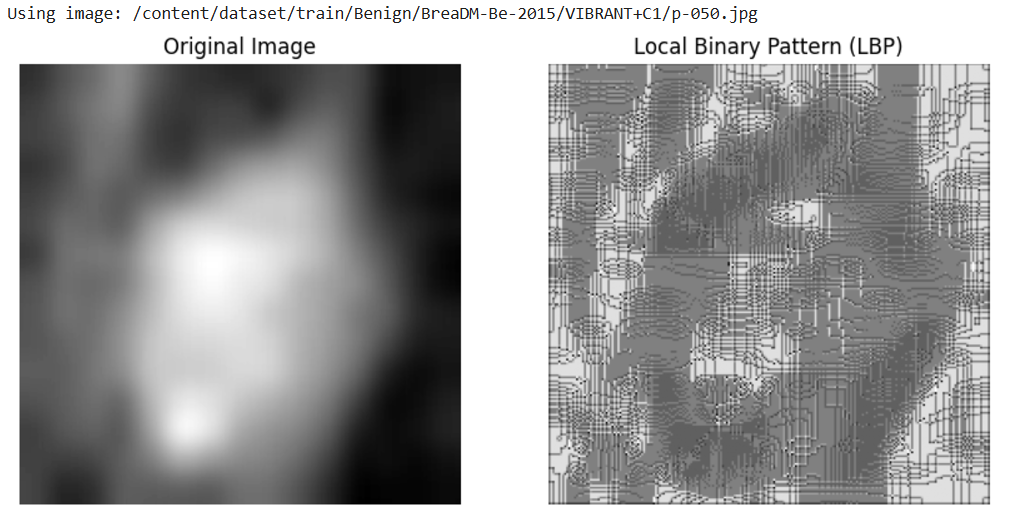 Using image: /content/dataset/train/Benign/BreaDM-Be-2015/VIBRANT+C1/p-050.jpg
Original Image
Local Binary Pattern (LBP)